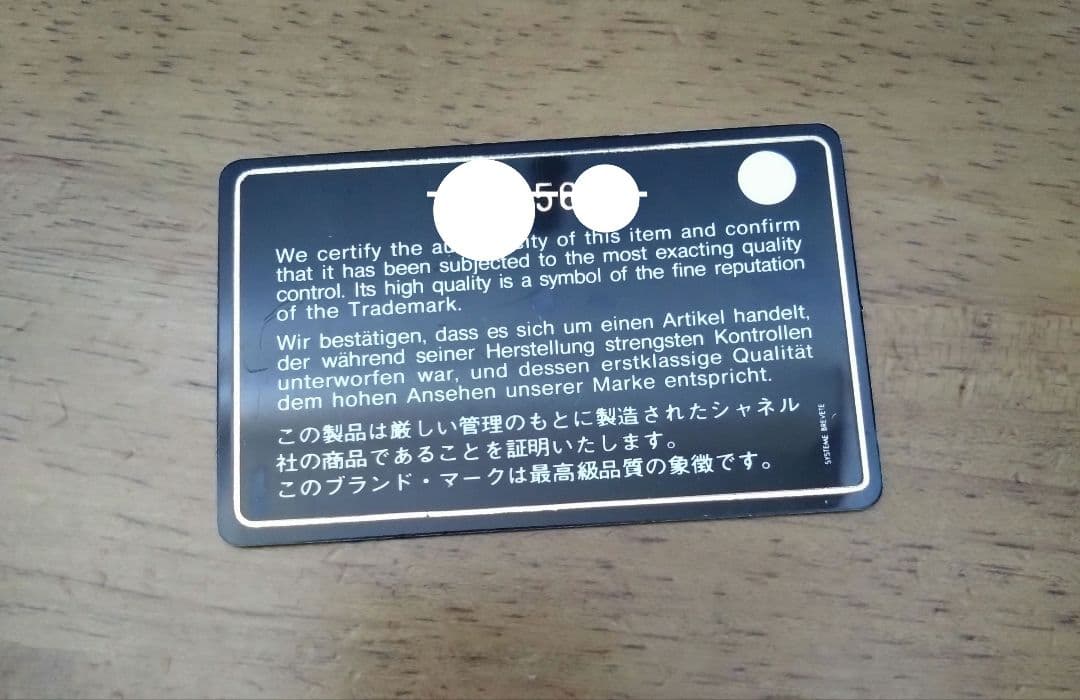 56
We certify the au ity of this item and confirm
that it has been subjected to the most exacting quality
control. Its high quality is a symbol of the fine reputation
of the Trademark.
Wir bestätigen, dass es sich um einen Artikel handelt,
der während seiner Herstellung strengsten Kontrollen
unterworfen war, und dessen erstklassige Qualität
dem hohen Ansehen unserer Marke entspricht.
この製品は厳しい管理のもとに製造されたシャネル
社の商品であることを証明いたします。
このブランド・マークは最高級品質の象徴です。
SYSTEME BREVETE